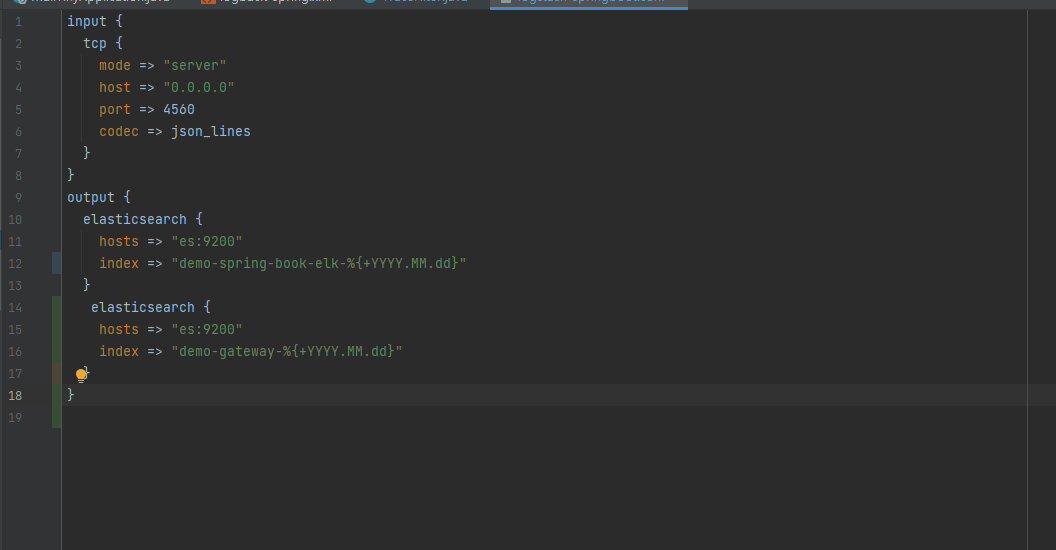 1 input {
2 tcp {
3 mode => "server"
4 host => "0.0.0.0"
5 port => 4560
6 codec => json_lines
7 }
8 }
9 output {
10 elasticsearch {
11 hosts => "es:9200"
12 index => "demo-spring-book-elk-%{+YYYY.MM.dd}"
13 }
14 elasticsearch {
15 hosts => "es:9200"
16 index => "demo-gateway-%{+YYYY.MM.dd}"
17 }
18 }
19